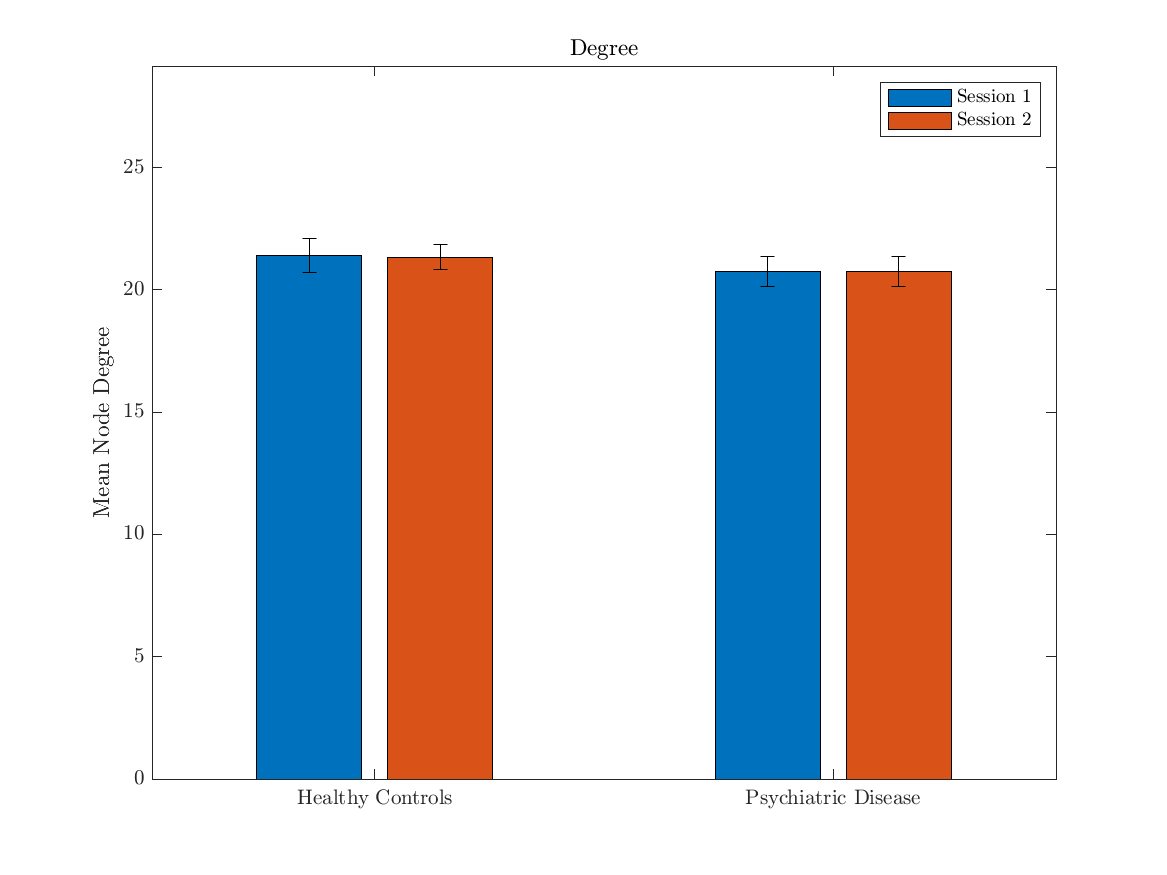 Degree
Session 1
Session 2
25
20
15
10
5
0
Mean Node Degree
Healthy Controls
Psychiatric Disease